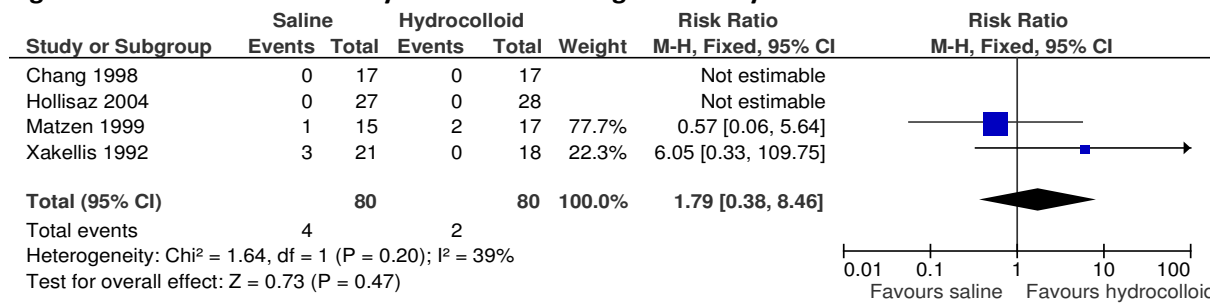 Saline Hydrocolloid Risk Ratio Risk Ratio
Study or Subgroup Events Total Events Total Weight M-H, Fixed, 95% CI M-H, Fixed, 95% CI
Chang 1998 0 17 0 17 Not estimable
Hollisaz 2004 0 27 0 28 Not estimable
Matzen 1999 1 15 2 17 77.7% 0.57 [0.06, 5.64]
Xakellis 1992 3 21 0 18 22.3% 6.05 [0.33, 109.75]
Total (95% CI) 80 80 100.0% 1.79 [0.38, 8.46]
Total events 4 2
Heterogeneity: Chi² = 1.64, df = 1 (P = 0.20); I² = 39%
Test for overall effect: Z = 0.73 (P = 0.47)
0.01 0.1 1 10 100
Favours saline Favours hydrocolloid